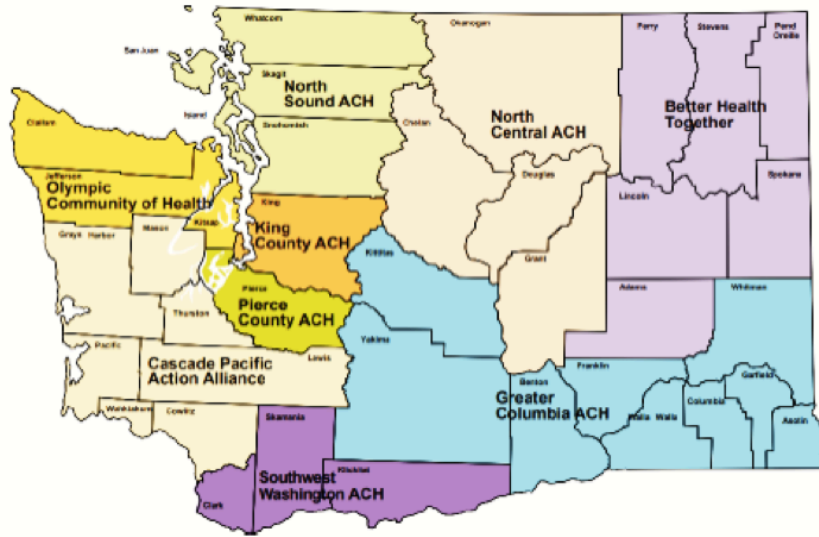 Whatcom
Okanogan
Ferry
Stevens
Pend
Oreille
San Juan
Skagit
North
Sound ACH
Island
Snohomish
Chelan
North
Central ACH
Better Health
Together
Clallam
Jefferson
Olympic
Community of Health
Douglas
Spokane
Lincoln
King
King
County ACH
Kitsap
Mason
Grays Harbor
Kittitas
Grant
Pierce
Pierce
County ACH
Adams
Whitman
Thurston
Yakima
Pacific
Lewis
Cascade Pacific
Action Alliance
Franklin
Benton
Greater
Columbia ACH
Garfield
Walla Walla
Columbia
Asotin
Wahkiakum
Cowlitz
Skamania
Klickitat
Southwest
Washington ACH
Clark